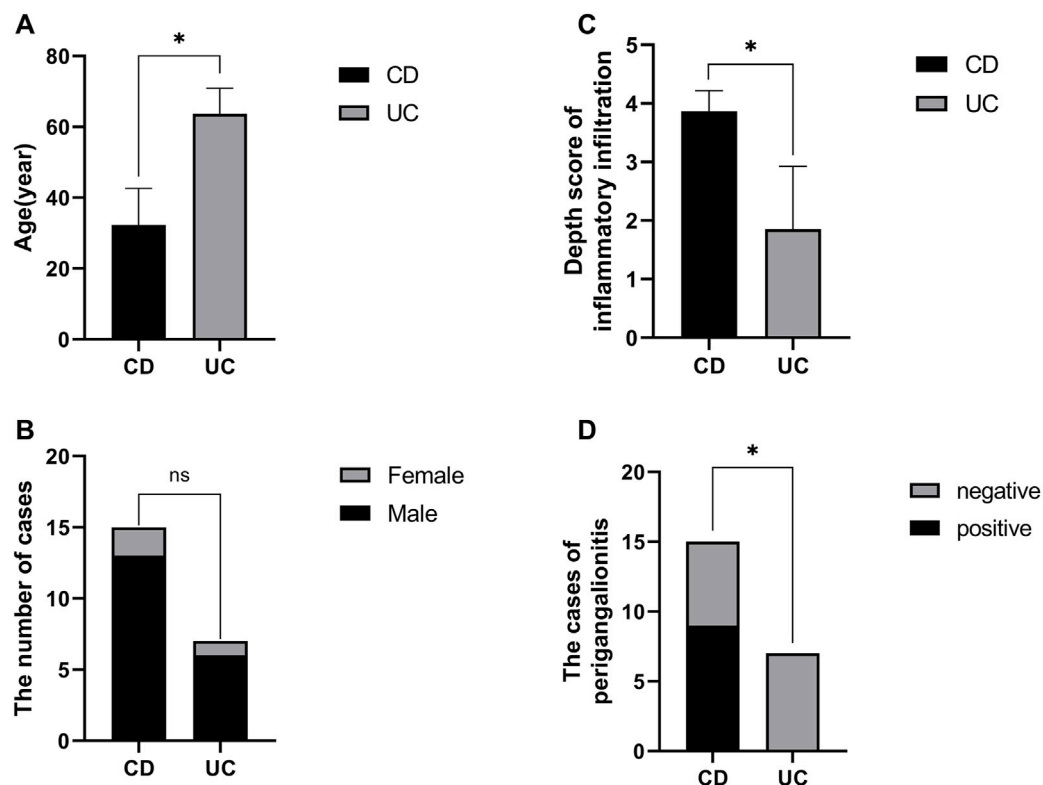 A
*
80
60
40
20
0
Age(year)
CD
UC
CD
UC
C
*
5
4
3
2
1
0
Depth score of
inflammatory infiltration
CD
UC
CD
UC
B
ns
20
15
10
5
0
The number of cases
CD
UC
Female
Male
D
*
20
15
10
5
0
The cases of
perigangalionitis
CD
UC
negative
positive